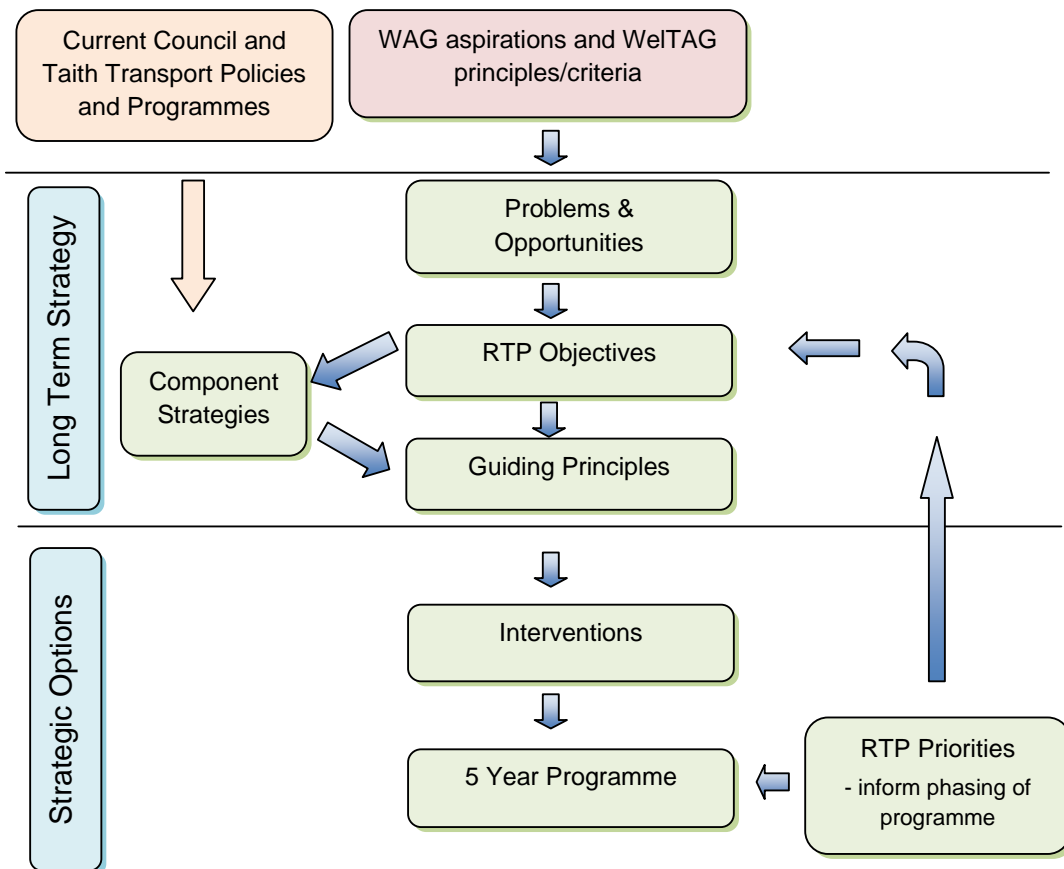 Current Council and
Taith Transport Policies
and Programmes
WAG aspirations and WelTAG
principles/criteria
Long Term Strategy
Problems &
Opportunities
RTP Objectives
Component
Strategies
Guiding Principles
Strategic Options
Interventions
5 Year Programme
RTP Priorities
- inform phasing of
programme